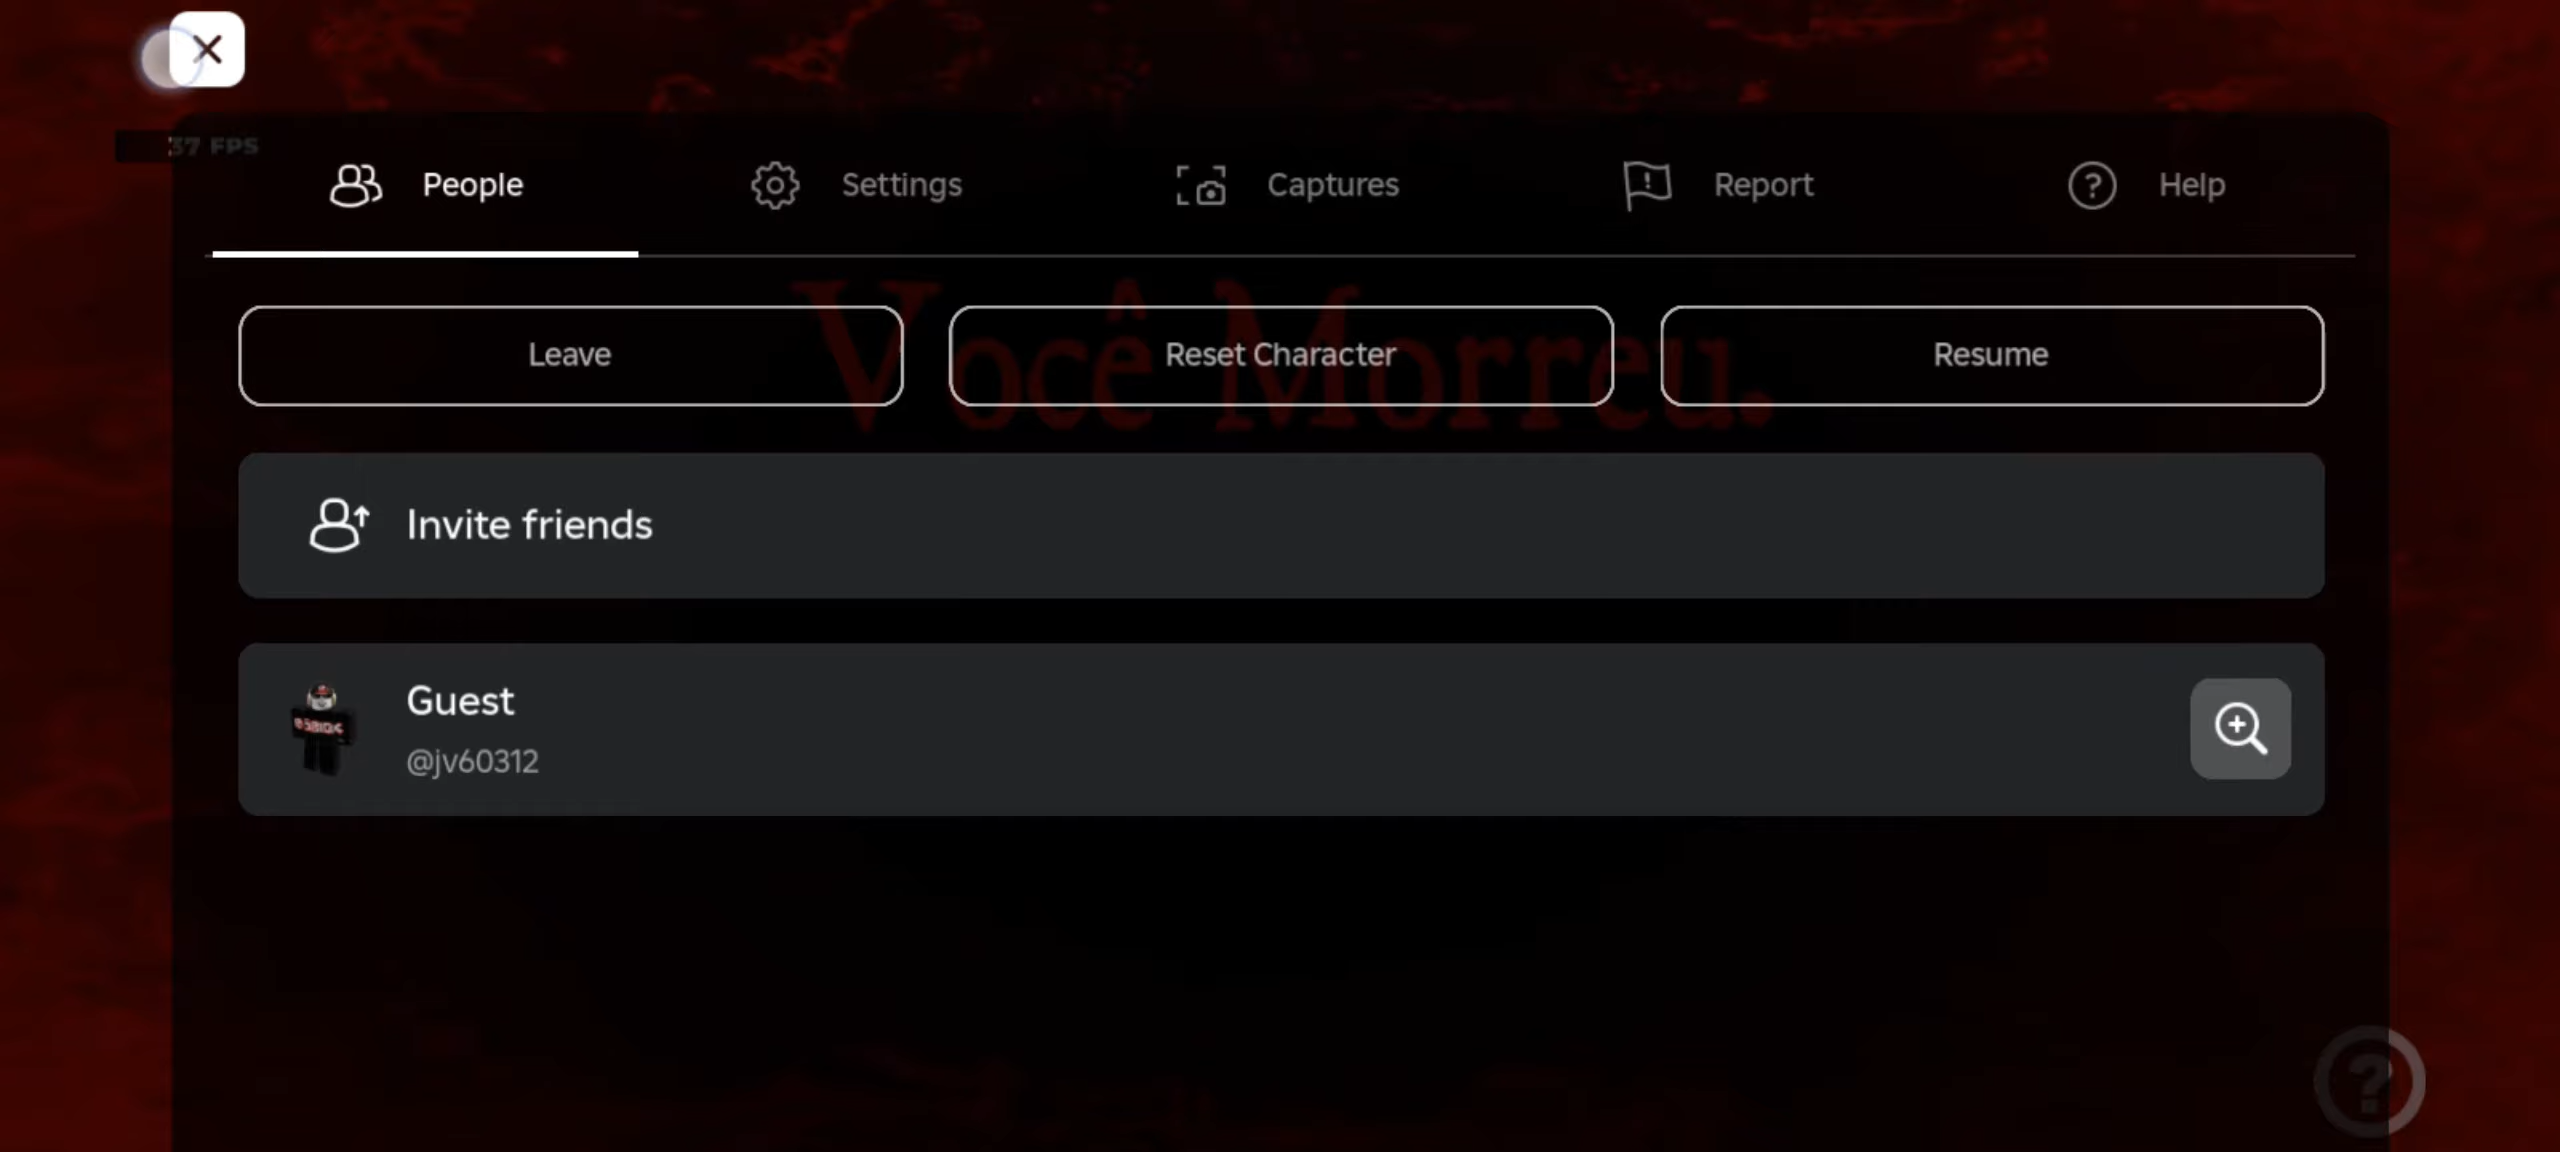 37 FPS
People
Settings
Captures
Report
Help
Você Morreu.
Leave
Reset Character
Resume
Invite friends
Guest
@jv60312